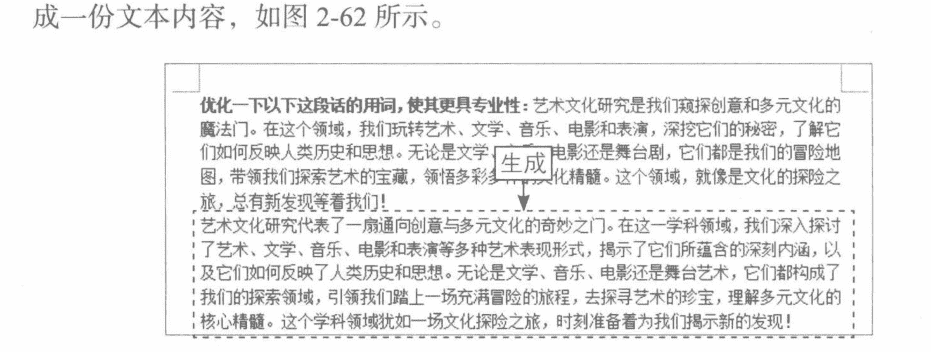 成一份文本内容，如图 2-62 所示。
优化一下以下这段话的用词，使其更具专业性：艺术文化研究是我们窥探创意和多元文化的
魔法门。在这个领域，我们玩转艺术、文学、音乐、电影和表演，深挖它们的秘密，了解它
们如何反映人类历史和思想。无论是文学、音乐、电影还是舞台剧，它们都是我们的冒险地
生成
图，带领我们探索艺术的宝藏，领悟多彩多样的文化精髓。这个领域，就像是文化的探险之
旅，总有新发现等着我们！
艺术文化研究代表了一扇通向创意与多元文化的奇妙之门。在这一学科领域，我们深入探讨
了艺术、文学、音乐、电影和表演等多种艺术表现形式，揭示了它们所蕴含的深刻内涵，以
及它们如何反映了人类历史和思想。无论是文学、音乐、电影还是舞台艺术，它们都构成了
我们的探索领域，引领我们踏上一场充满冒险的旅程，去探寻艺术的珍宝，理解多元文化的
核心精髓。这个学科领域犹如一场文化探险之旅，时刻准备着为我们揭示新的发现！